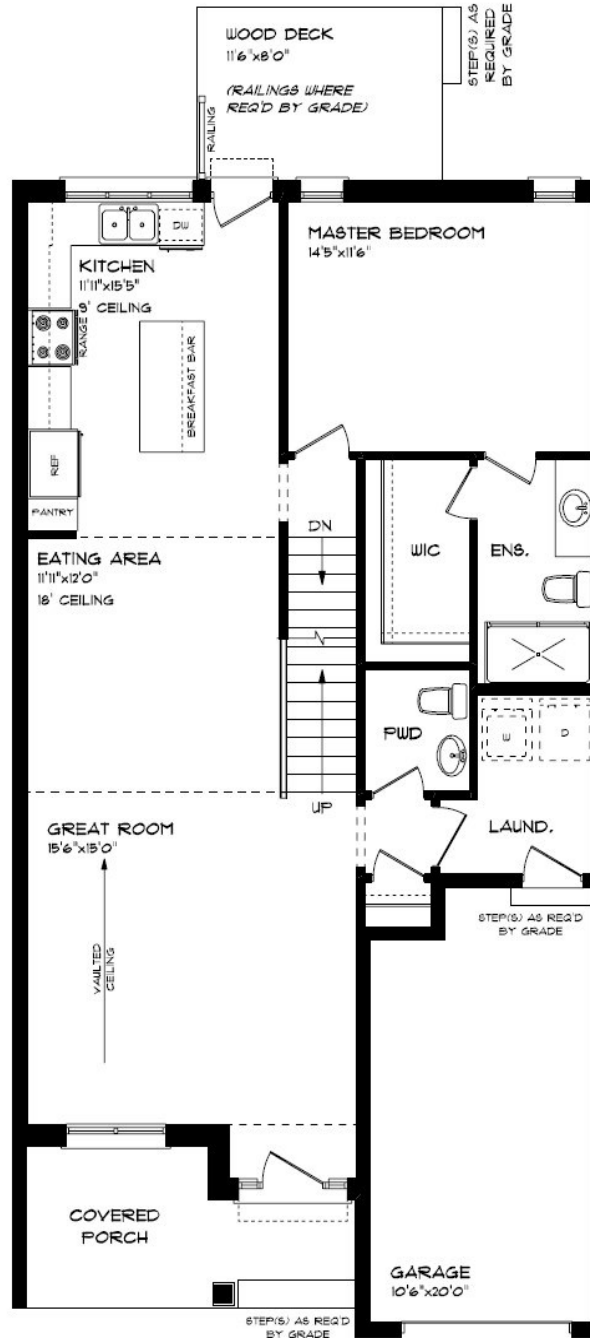 WOOD DECK
11'6"x8'0"
(RAILINGS WHERE
REQ'D BY GRADE)
STEP(S) AS
REQUIRED
BY GRADE
RAILING
DW
KITCHEN
11'11"x15'5"
8' CEILING
RANGE
BREAKFAST BAR
REF
PANTRY
MASTER BEDROOM
14'5"x11'6"
EATING AREA
11'11"x12'0"
18' CEILING
DN
WIC
ENS.
PWD
W
D
UP
LAUND.
GREAT ROOM
15'6"x15'0"
VAULTED
CEILING
STEP(S) AS REQ'D
BY GRADE
COVERED
PORCH
GARAGE
10'6"x20'0"
STEP(S) AS REQ'D
BY GRADE